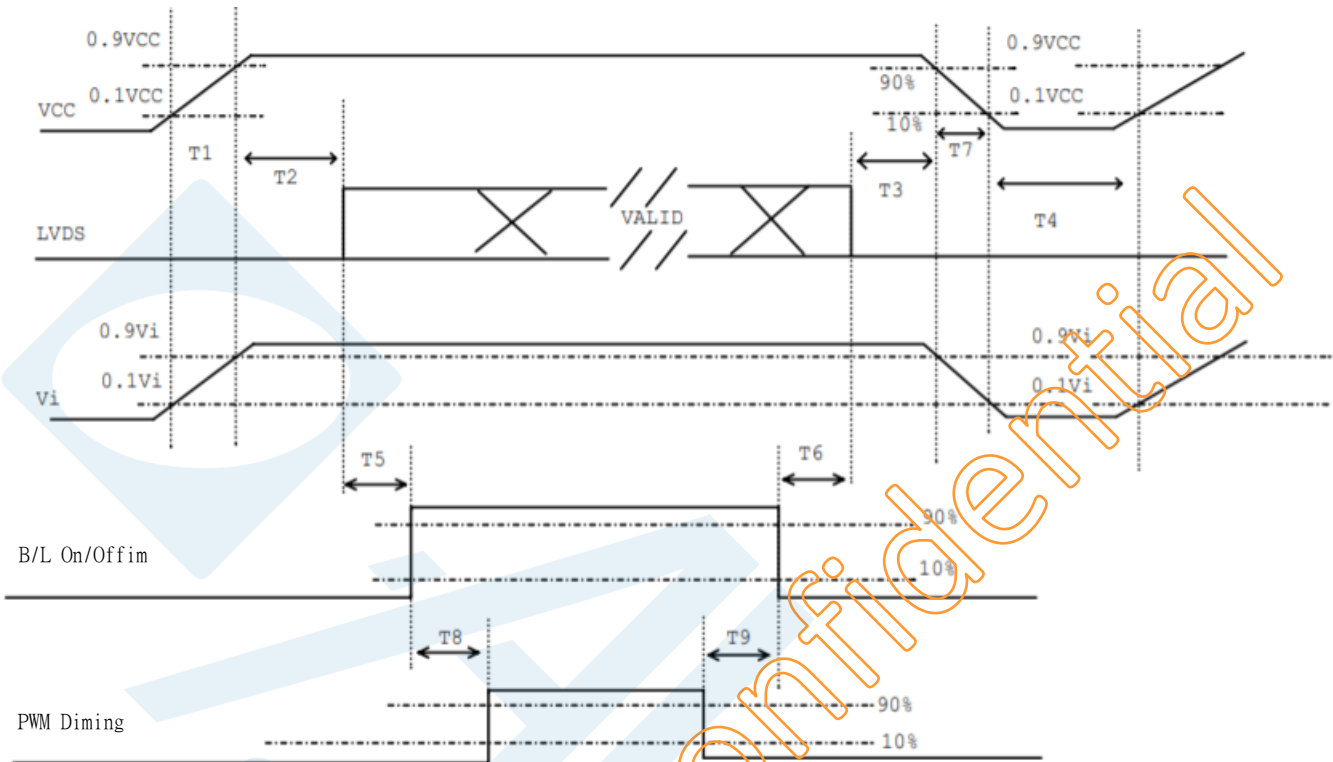 0.9VCC
0.9VCC
90%
0.1VCC
0.1VCC
VCC
10%
T1
T7
T2
T3
VALID
T4
LVDS
0.9Vi
0.9Vi
0.1Vi
0.1Vi
Vi
T5
T6
90%
B/L On/Offim
10%
T8
T9
90%
PWM Diming
10%
onfidential